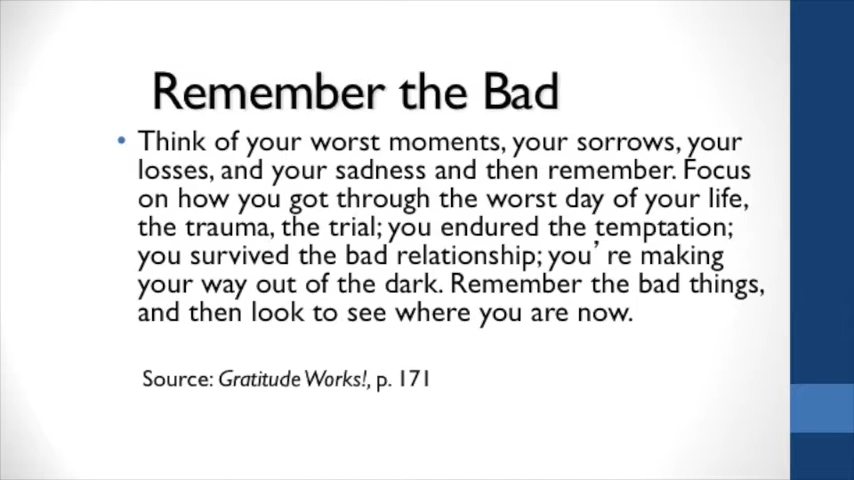 Remember the Bad
• Think of your worst moments, your sorrows, your
losses, and your sadness and then remember. Focus
on how you got through the worst day of your life,
the trauma, the trial; you endured the temptation;
you survived the bad relationship; you’ re making
your way out of the dark. Remember the bad things,
and then look to see where you are now.
Source: Gratitude Works!, p. 171